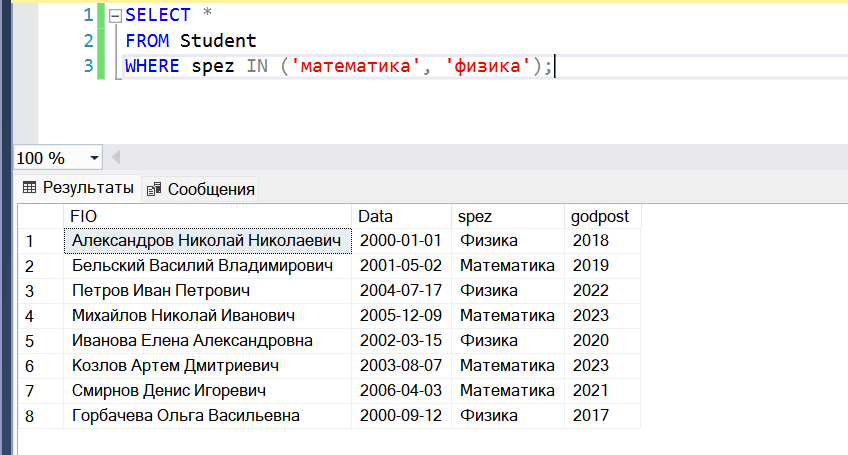 1 SELECT *
2 FROM Student
3 WHERE spez IN ('математика', 'физика');
100 %
Результаты Сообщения
FIO Data spez godpost
1 Александров Николай Николаевич 2000-01-01 Физика 2018
2 Бельский Василий Владимирович 2001-05-02 Математика 2019
3 Петров Иван Петрович 2004-07-17 Физика 2022
4 Михайлов Николай Иванович 2005-12-09 Математика 2023
5 Иванова Елена Александровна 2002-03-15 Физика 2020
6 Козлов Артем Дмитриевич 2003-08-07 Математика 2023
7 Смирнов Денис Игоревич 2006-04-03 Математика 2021
8 Горбачева Ольга Васильевна 2000-09-12 Физика 2017